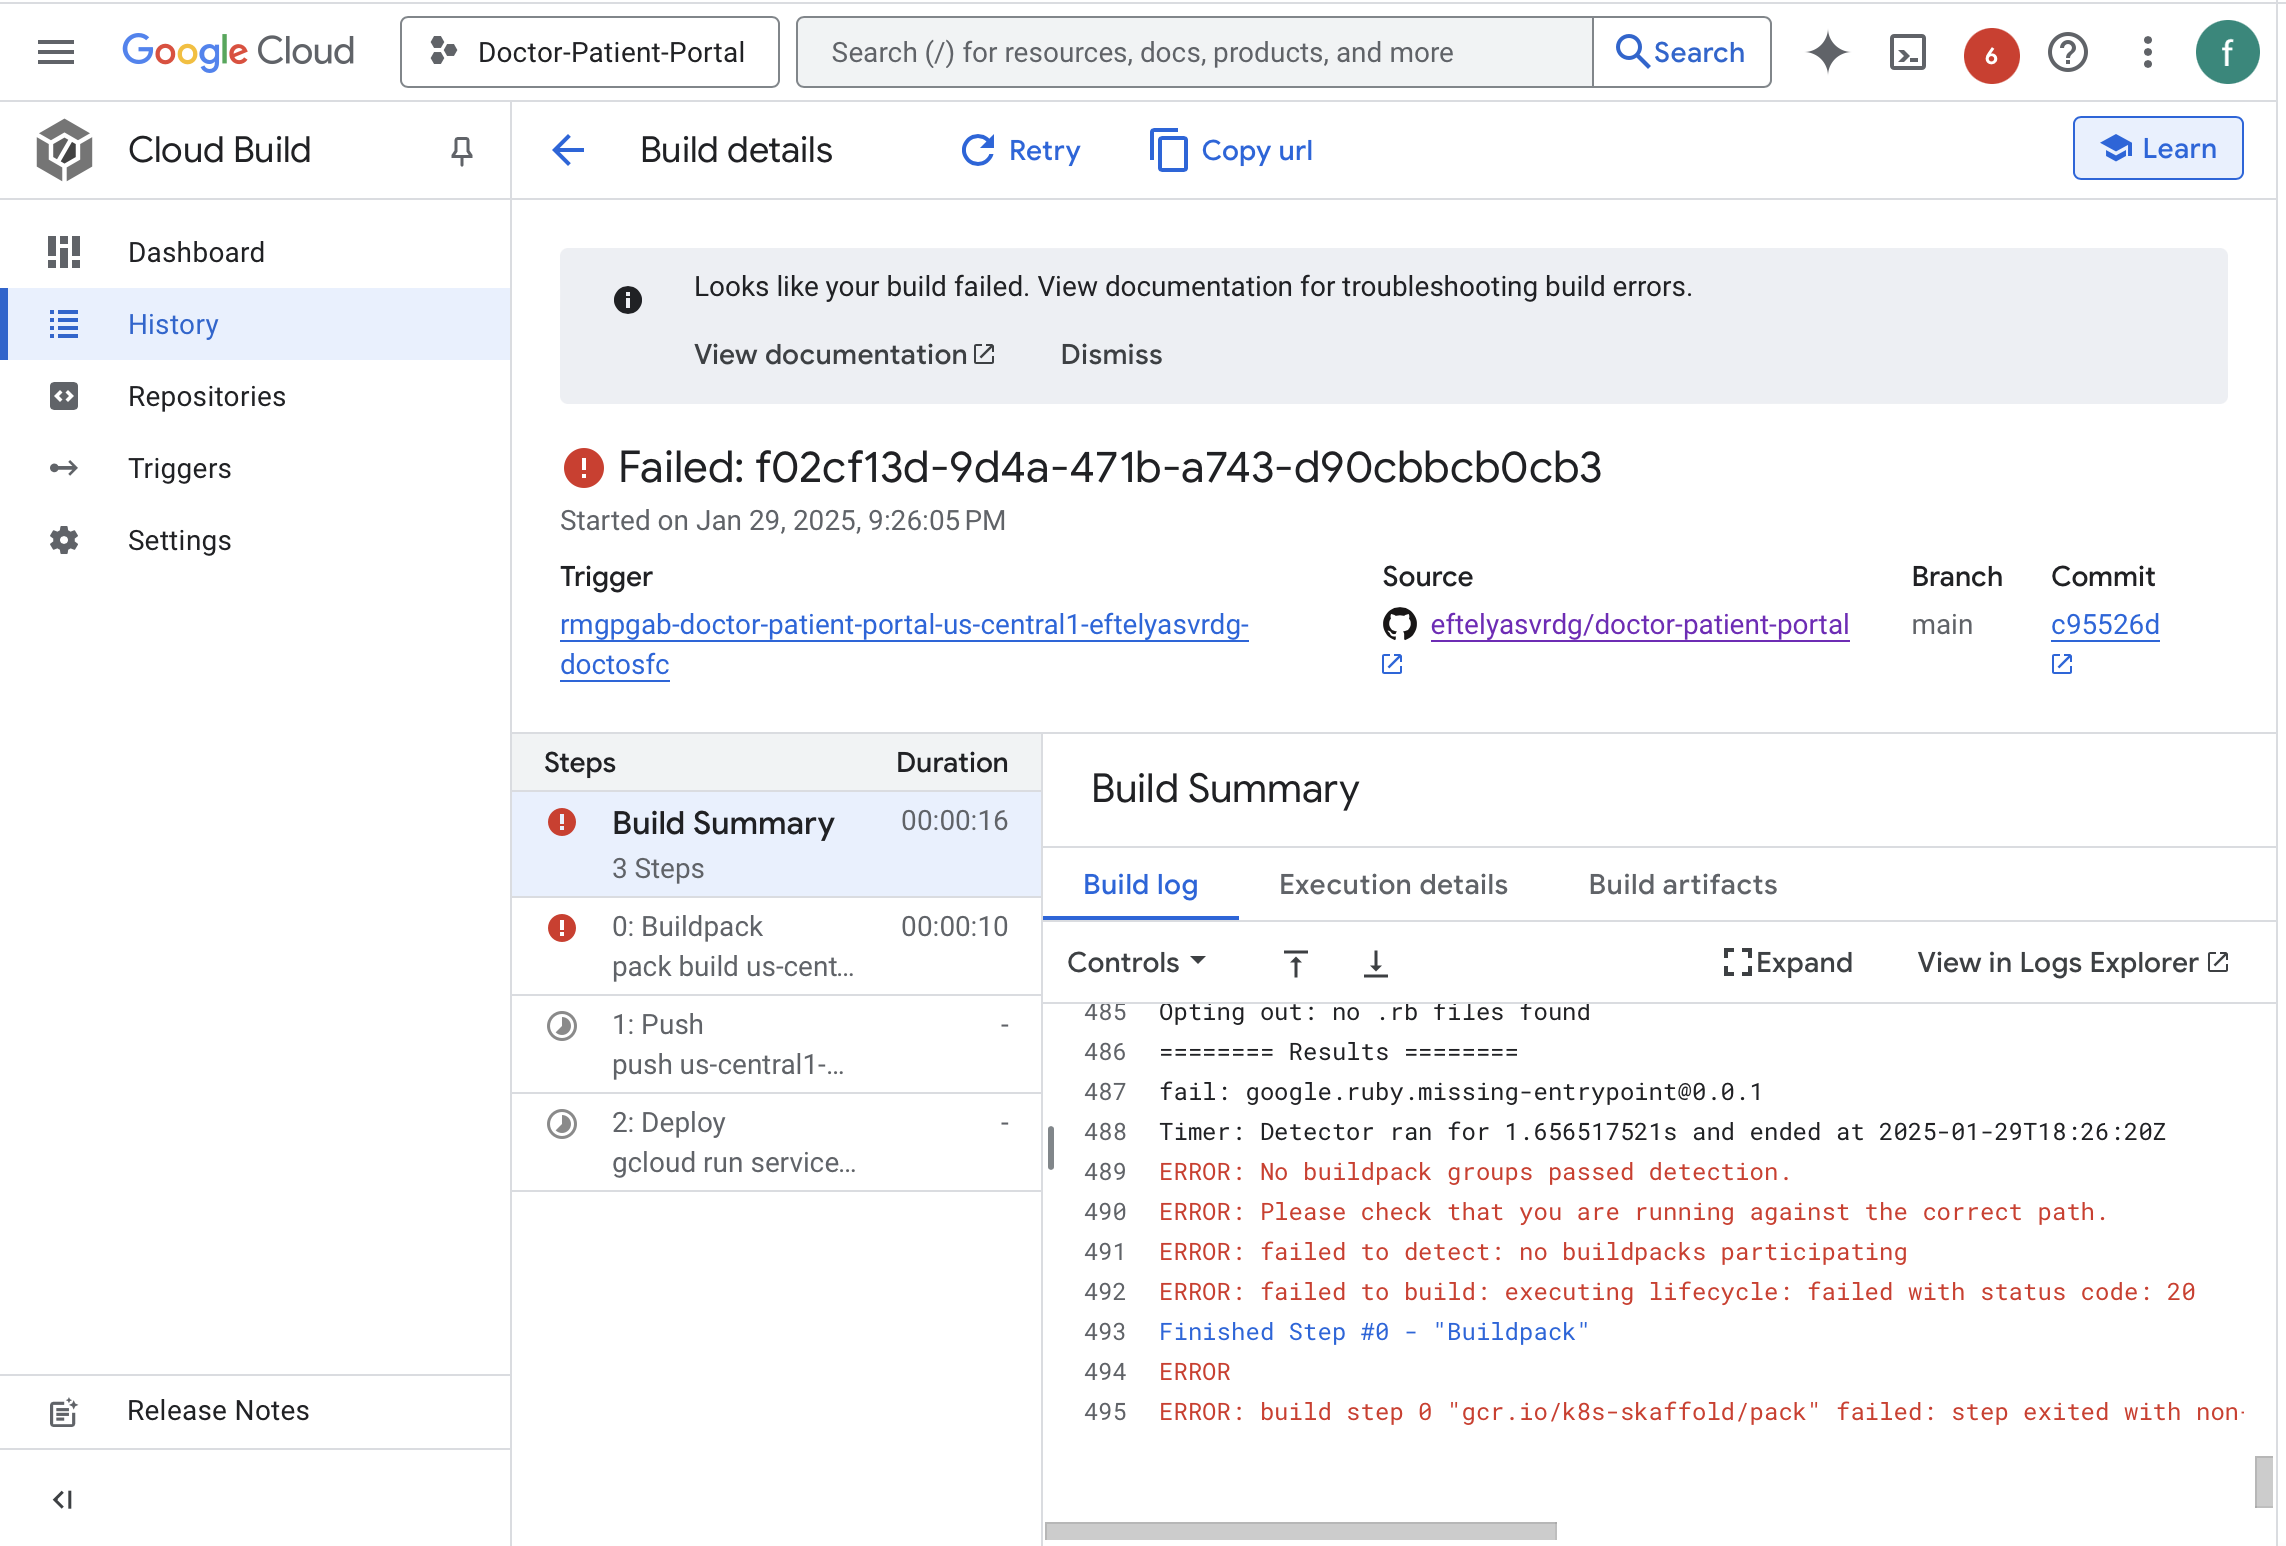 Google Cloud
Doctor-Patient-Portal
Search (/) for resources, docs, products, and more
Search
6
f
Cloud Build
Build details
Retry
Copy url
Learn
Dashboard
History
Repositories
Triggers
Settings
Release Notes
Looks like your build failed. View documentation for troubleshooting build errors.
View documentation
Dismiss
Failed: f02cf13d-9d4a-471b-a743-d90cbbcb0cb3
Started on Jan 29, 2025, 9:26:05 PM
Trigger
rmgpgab-doctor-patient-portal-us-central1-eftelyasvrdg-
doctosfc
Source
eftelyasvrdg/doctor-patient-portal
Branch
main
Commit
c95526d
Steps Duration
Build Summary 00:00:16
3 Steps
0: Buildpack 00:00:10
pack build us-cent...
1: Push -
push us-central1-...
2: Deploy -
gcloud run service...
Build Summary
Build log
Execution details
Build artifacts
Controls
Expand
View in Logs Explorer
485 Opting out: no .rb files found
486 ======== Results ========
487 fail: google.ruby.missing-entrypoint@0.0.1
488 Timer: Detector ran for 1.656517521s and ended at 2025-01-29T18:26:20Z
489 ERROR: No buildpack groups passed detection.
490 ERROR: Please check that you are running against the correct path.
491 ERROR: failed to detect: no buildpacks participating
492 ERROR: failed to build: executing lifecycle: failed with status code: 20
493 Finished Step #0 - "Buildpack"
494 ERROR
495 ERROR: build step 0 "gcr.io/k8s-skaffold/pack" failed: step exited with non-